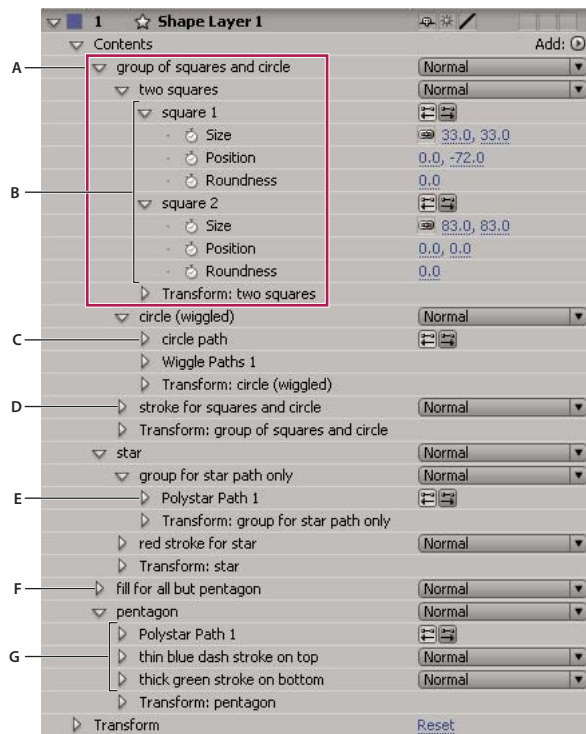 1 Shape Layer 1
Contents Add:
A group of squares and circle Normal
two squares Normal
square 1
Size 33.0, 33.0
Position 0.0, -72.0
B
Roundness 0.0
square 2
Size 83.0, 83.0
Position 0.0, 0.0
Roundness 0.0
Transform: two squares
circle (wiggled) Normal
C circle path
Wiggle Paths 1
Transform: circle (wiggled)
D stroke for squares and circle Normal
Transform: group of squares and circle
star Normal
group for star path only Normal
E Polystar Path 1
Transform: group for star path only
red stroke for star Normal
Transform: star
F fill for all but pentagon Normal
pentagon Normal
Polystar Path 1
G thin blue dash stroke on top Normal
thick green stroke on bottom Normal
Transform: pentagon
Transform Reset